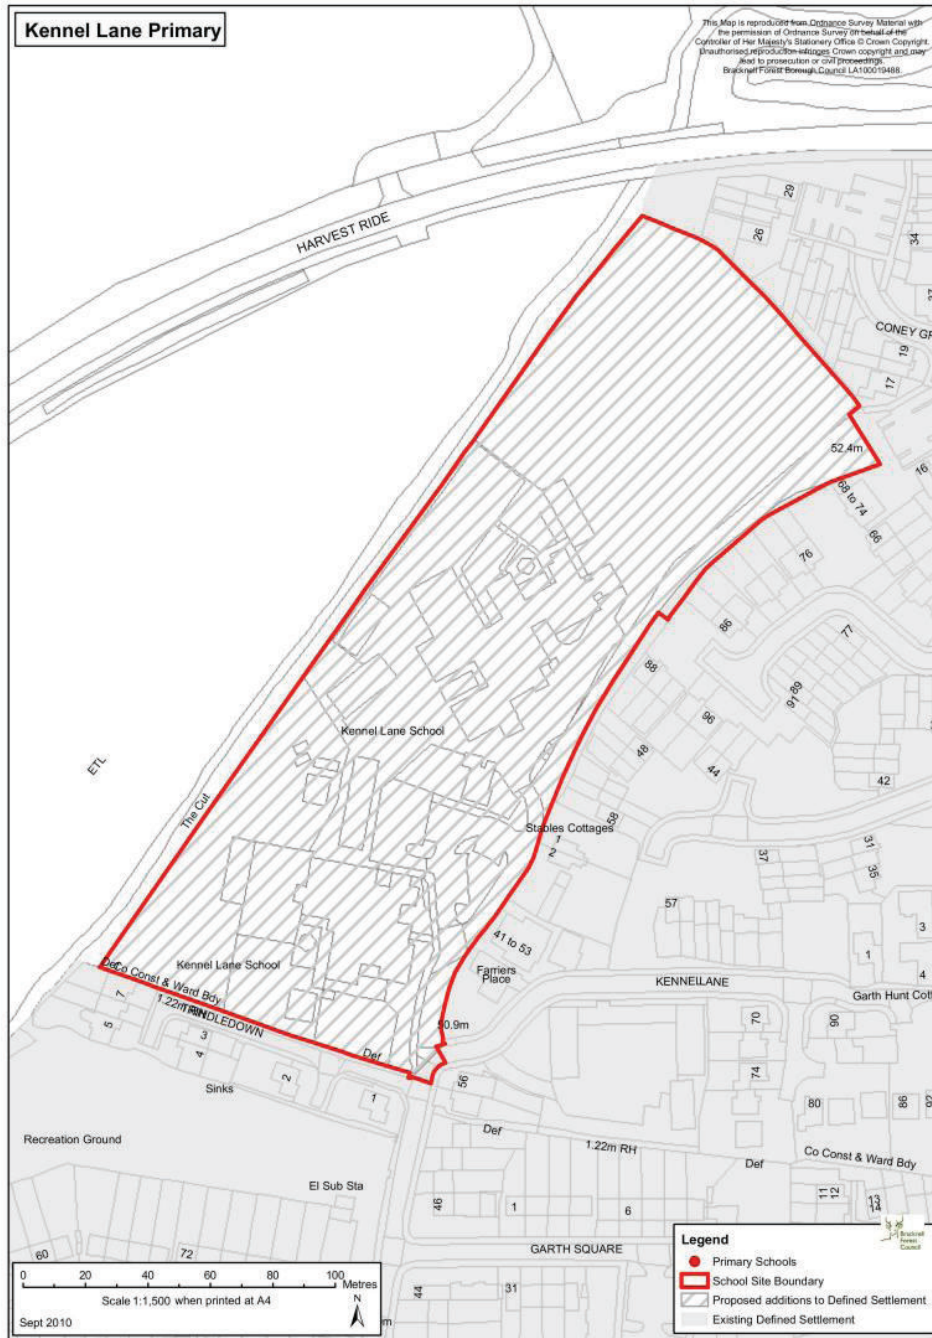 Kennel Lane Primary
This Map is reproduced from Ordnance Survey Material with
the permission of Ordnance Survey on behalf of the
Controller of Her Majesty's Stationery Office © Crown Copyright.
Unauthorised reproduction infringes Crown copyright and may
lead to prosecution or civil proceedings.
Bracknell Forest Borough Council LA100019488.
HARVEST RIDE
29
26
34
37
CONEY GR
19
17
52.4m
16
68 to 74
66
76
86
77
88
89
91
96
48
44
42
Kennel Lane School
ETL
The Cut
58
Stables Cottages
1
2
37
31
35
57
3
1
4
41 to 53
Farriers
Place
KENNEL LANE
Garth Hunt Cott
Kennel Lane School
Def
Co Const & Ward Bdy
1.22m RH
TRINDLEDOWN
7
5
3
4
2
1
Def
50.9m
56
70
74
90
80
86
92
Sinks
Recreation Ground
Def
1.22m RH
Def
Co Const & Ward Bdy
El Sub Sta
46
1
6
11
12
13
14
60
72
GARTH SQUARE
44
31
Legend
Primary Schools
School Site Boundary
Proposed additions to Defined Settlement
Existing Defined Settlement
Bracknell
Forest
Council
0 20 40 60 80 100
Metres
Scale 1:1,500 when printed at A4
N
Sept 2010